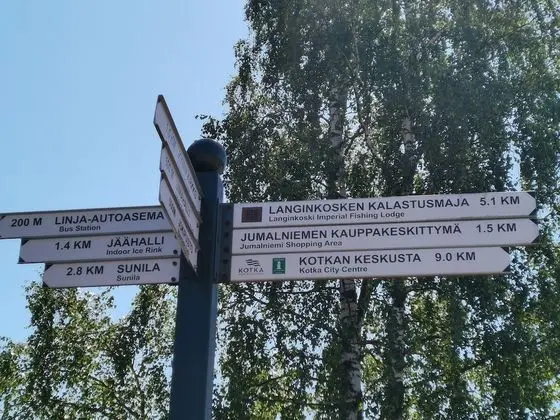 200 M LINJA-AUTOASEMA
Bus Station
1.4 KM JÄÄHALLI
Indoor Ice Rink
2.8 KM SUNILA
Sunila
LANGINKOSKEN KALASTUSMAJA 5.1 KM
Langinkoski Imperial Fishing Lodge
JUMALNIEMEN KAUPPAKESKITTYMÄ 1.5 KM
Jumalniemi Shopping Area
KOTKA
KOTKAN KESKUSTA 9.0 KM
Kotka City Centre